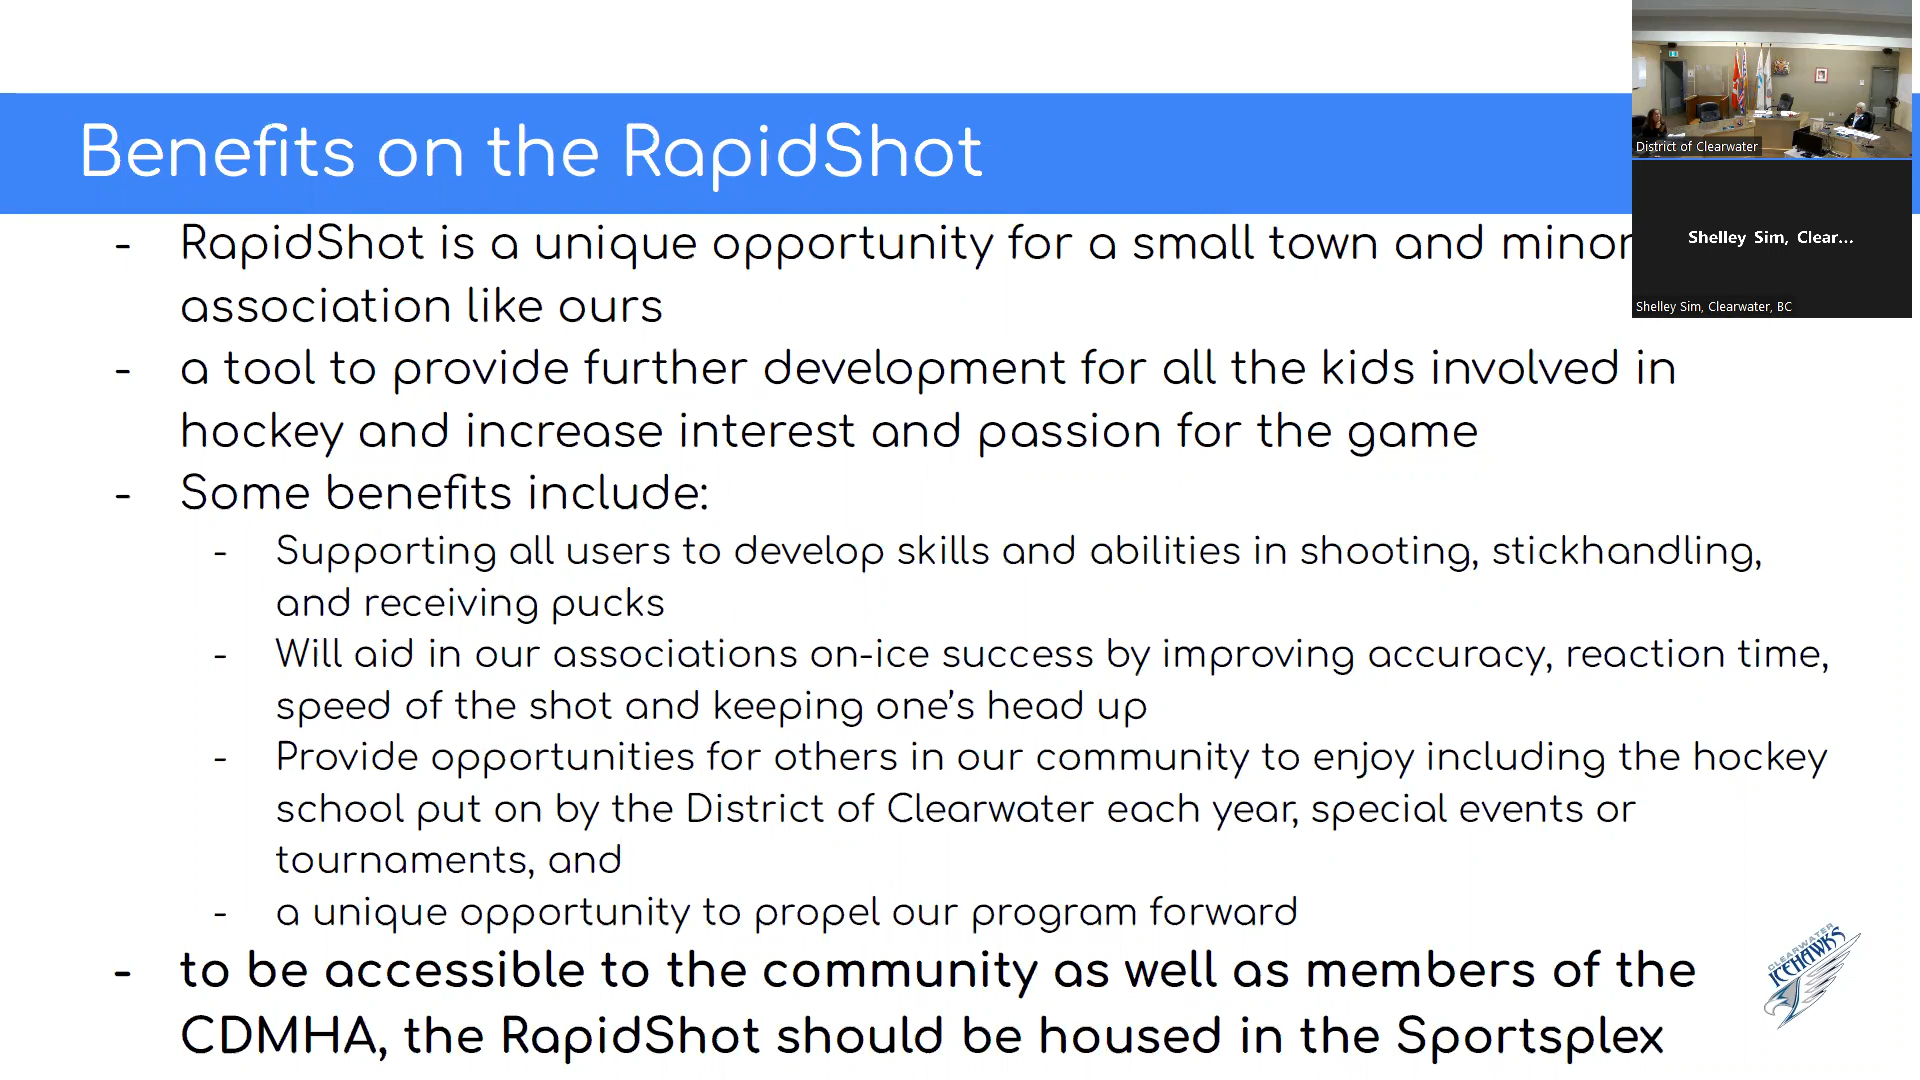 Benefits on the RapidShot
- RapidShot is a unique opportunity for a small town and minor
association like ours
- a tool to provide further development for all the kids involved in
hockey and increase interest and passion for the game
- Some benefits include:
- Supporting all users to develop skills and abilities in shooting, stickhandling,
and receiving pucks
- Will aid in our associations on-ice success by improving accuracy, reaction time,
speed of the shot and keeping one's head up
- Provide opportunities for others in our community to enjoy including the hockey
school put on by the District of Clearwater each year, special events or
tournaments, and
- a unique opportunity to propel our program forward
- to be accessible to the community as well as members of the
CDMHA, the RapidShot should be housed in the Sportsplex
District of Clearwater
Shelley Sim, Clear...
Shelley Sim, Clearwater, BC
CLEARWATER
ICEHAWKS